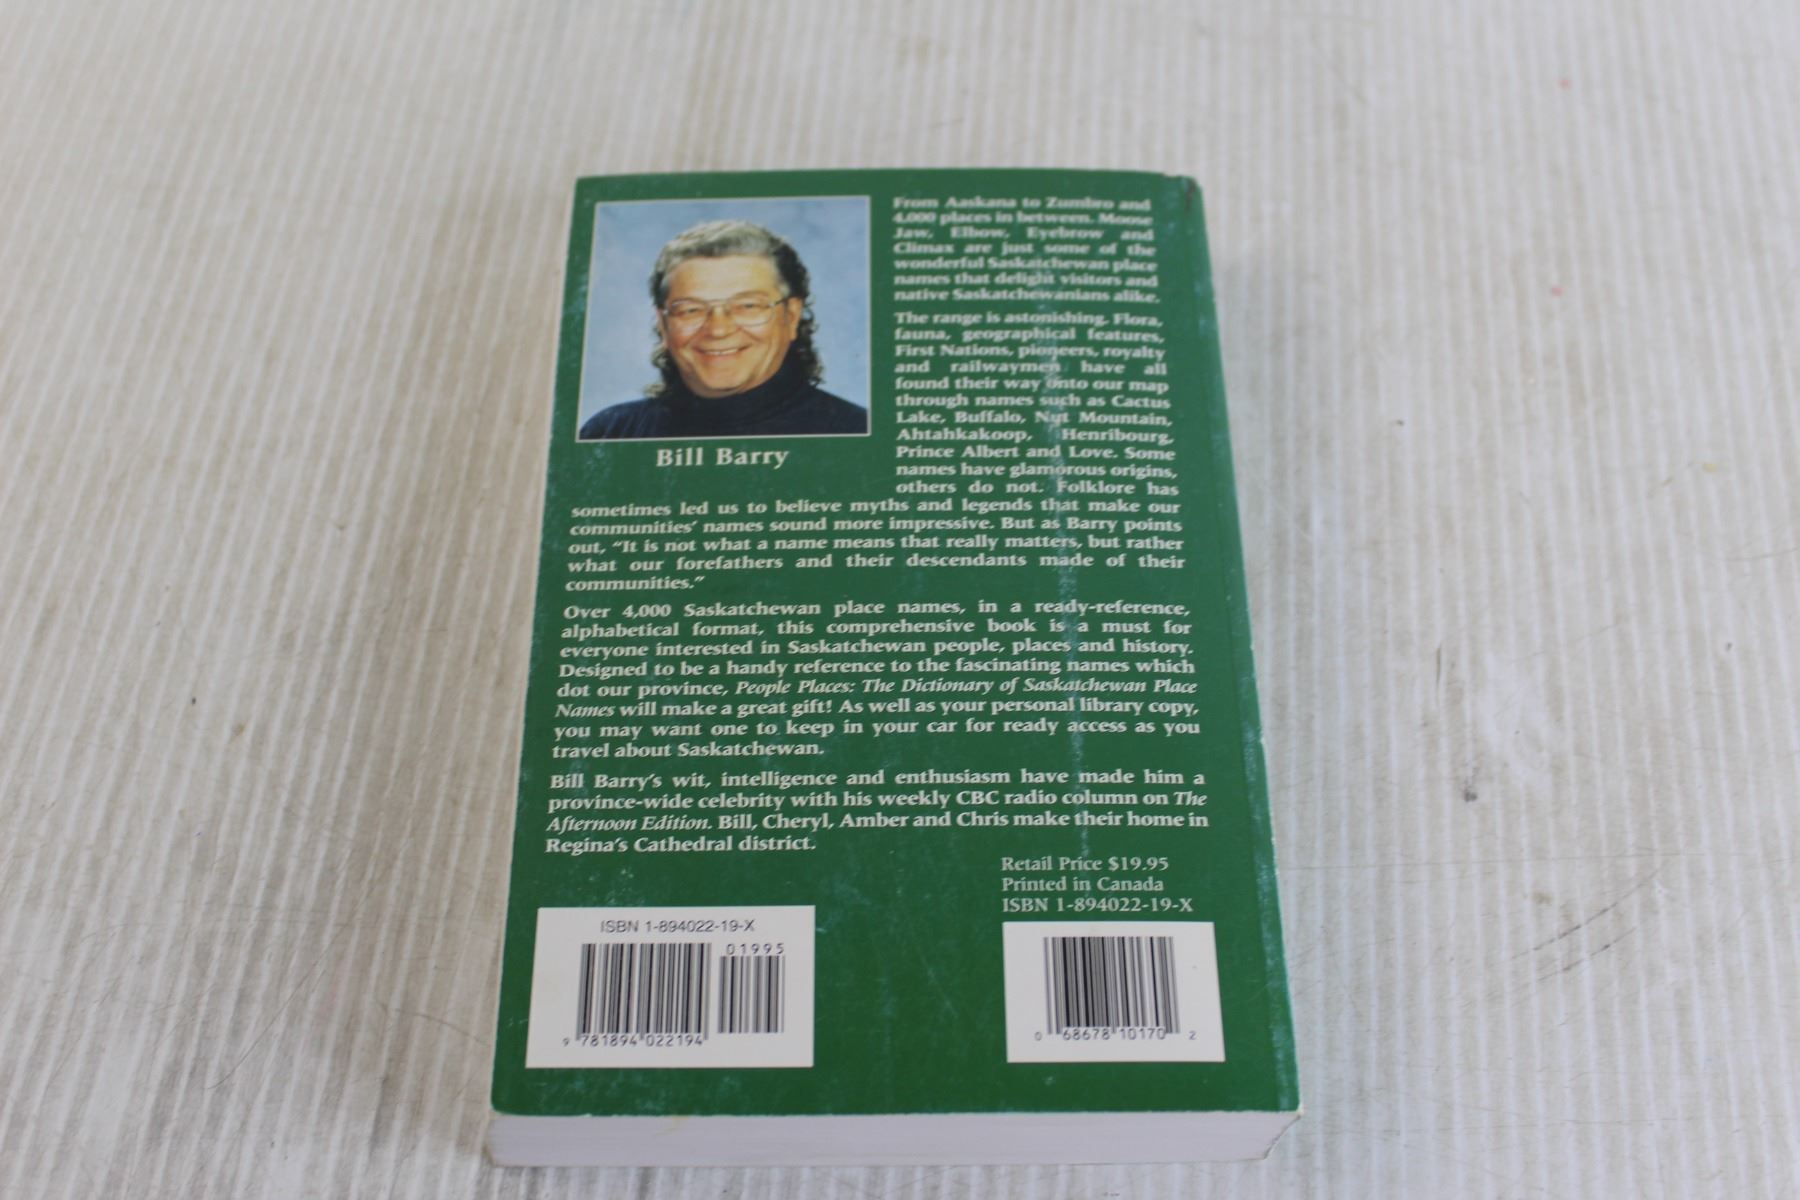 From Aaskana to Zumbro and
4,000 places in between. Moose
Jaw, Elbow, Eyebrow and
Climax are just some of the
wonderful Saskatchewan place
names that delight visitors and
native Saskatchewanians alike.
The range is astonishing. Flora,
fauna, geographical features,
First Nations, pioneers, royalty
and railwaymen have all
found their way onto our map
through names such as Cactus
Lake, Buffalo, Nut Mountain,
Ahtahkakoop, Henribourg,
Prince Albert and Love. Some
names have glamorous origins,
others do not. Folklore has
sometimes led us to believe myths and legends that make our
communities' names sound more impressive. But as Barry points
out, "It is not what a name means that really matters, but rather
what our forefathers and their descendants made of their
communities."
Bill Barry
Over 4,000 Saskatchewan place names, in a ready-reference,
alphabetical format, this comprehensive book is a must for
everyone interested in Saskatchewan people, places and history.
Designed to be a handy reference to the fascinating names which
dot our province, People Places: The Dictionary of Saskatchewan Place
Names will make a great gift! As well as your personal library copy,
you may want one to keep in your car for ready access as you
travel about Saskatchewan.
Bill Barry's wit, intelligence and enthusiasm have made him a
province-wide celebrity with his weekly CBC radio column on The
Afternoon Edition. Bill, Cheryl, Amber and Chris make their home in
Regina's Cathedral district.
Retail Price $19.95
Printed in Canada
ISBN 1-894022-19-X
ISBN 1-894022-19-X
01995
9 781894 022194
0 68678 10170 2